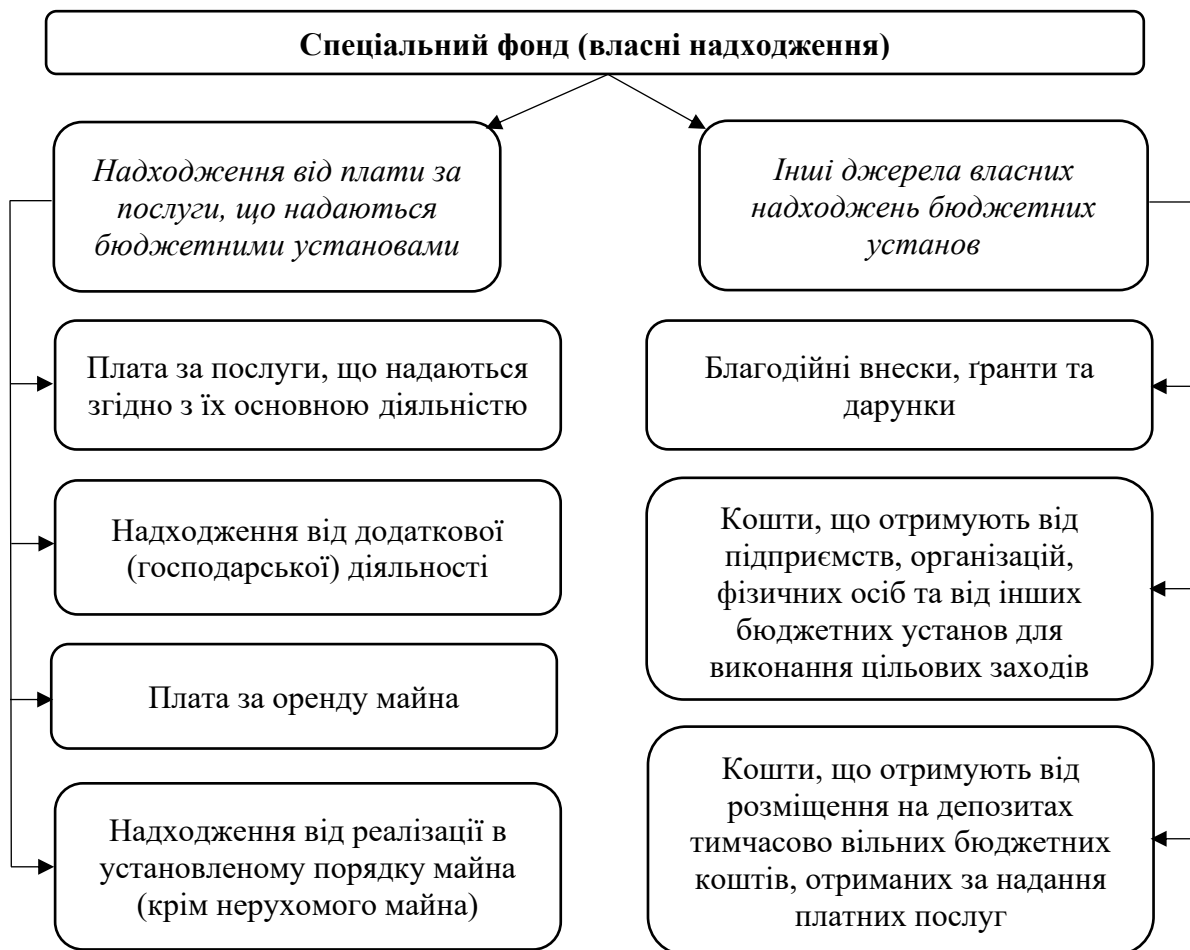 Спеціальний фонд (власні надходження)
Надходження від плати за
послуги, що надаються
бюджетними установами
Плата за послуги, що надаються
згідно з їх основною діяльністю
Надходження від додаткової
(господарської) діяльності
Плата за оренду майна
Надходження від реалізації в
установленому порядку майна
(крім нерухомого майна)
Інші джерела власних
надходжень бюджетних
установ
Благодійні внески, ґранти та
дарунки
Кошти, що отримують від
підприємств, організацій,
фізичних осіб та від інших
бюджетних установ для
виконання цільових заходів
Кошти, що отримують від
розміщення на депозитах
тимчасово вільних бюджетних
коштів, отриманих за надання
платних послуг